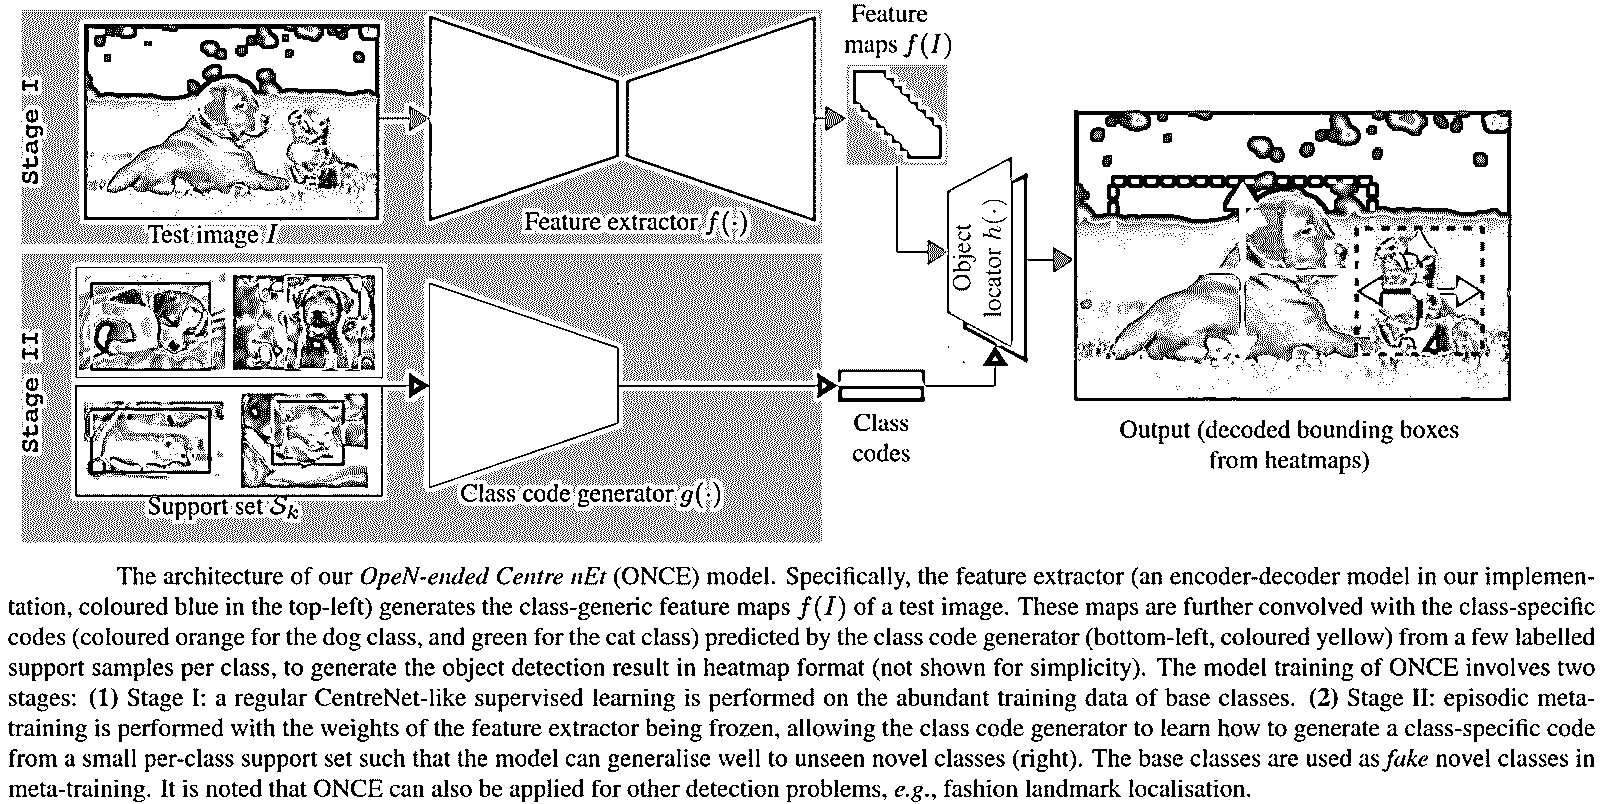 Feature
maps f(I)
Stage I
Test image I
Feature extractor f(·)
Object
locator h(·)
Stage II
Support set S_k
Class code generator g(·)
Class
codes
Output (decoded bounding boxes
from heatmaps)
The architecture of our OpeN-ended Centre nEt (ONCE) model. Specifically, the feature extractor (an encoder-decoder model in our implemen-
tation, coloured blue in the top-left) generates the class-generic feature maps f(I) of a test image. These maps are further convolved with the class-specific
codes (coloured orange for the dog class, and green for the cat class) predicted by the class code generator (bottom-left, coloured yellow) from a few labelled
support samples per class, to generate the object detection result in heatmap format (not shown for simplicity). The model training of ONCE involves two
stages: (1) Stage I: a regular CentreNet-like supervised learning is performed on the abundant training data of base classes. (2) Stage II: episodic meta-
training is performed with the weights of the feature extractor being frozen, allowing the class code generator to learn how to generate a class-specific code
from a small per-class support set such that the model can generalise well to unseen novel classes (right). The base classes are used as fake novel classes in
meta-training. It is noted that ONCE can also be applied for other detection problems, e.g., fashion landmark localisation.